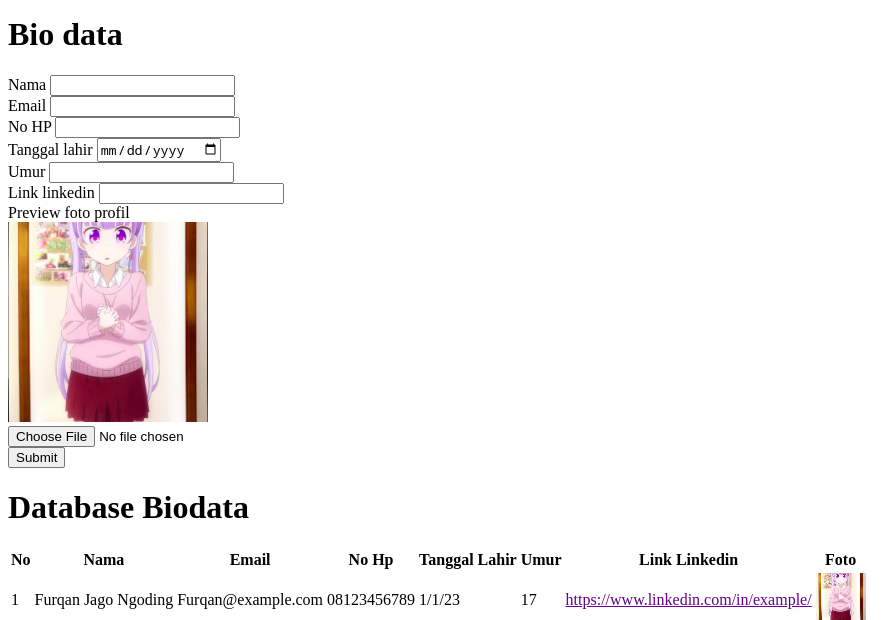 Bio data
Nama
Email
No HP
Tanggal lahir mm/dd/yyyy
Umur
Link linkedin
Preview foto profil
Choose File No file chosen
Submit
Database Biodata
No Nama Email No Hp Tanggal Lahir Umur Link Linkedin Foto
1 Furqan Jago Ngoding Furqan@example.com 08123456789 1/1/23 17 https://www.linkedin.com/in/example/